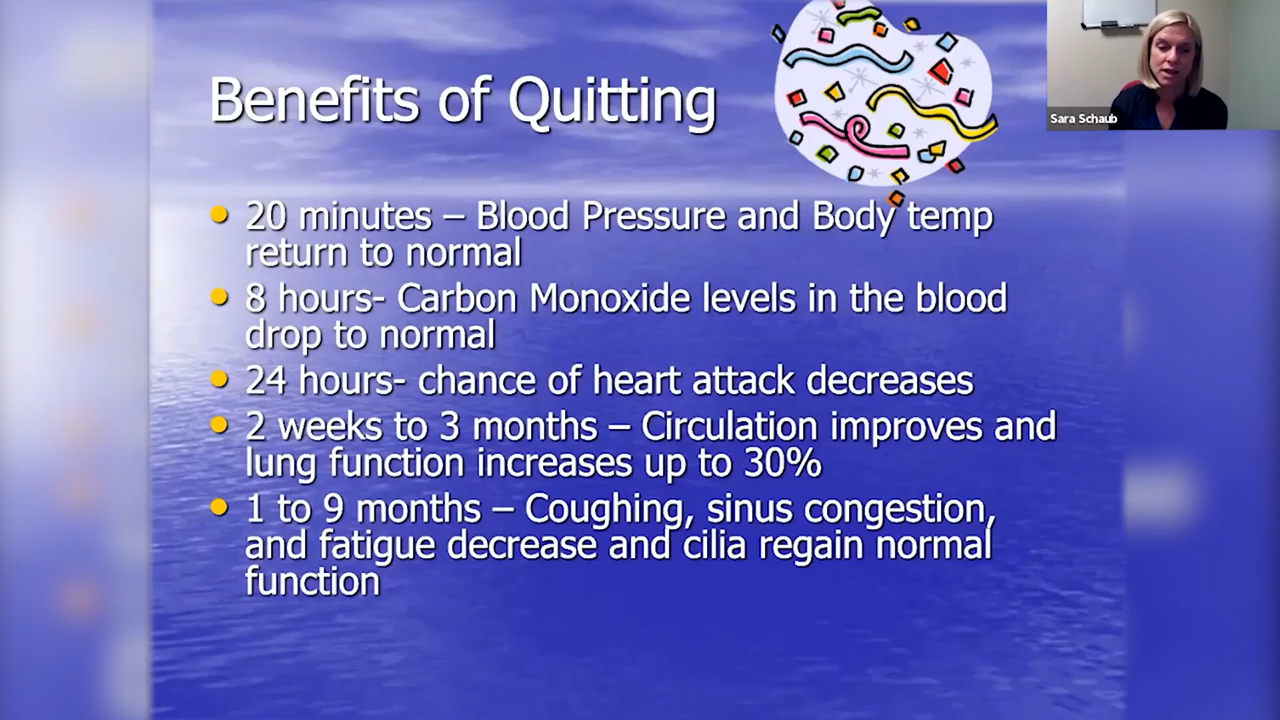 Benefits of Quitting
Sara Schaub
• 20 minutes – Blood Pressure and Body temp
return to normal
• 8 hours- Carbon Monoxide levels in the blood
drop to normal
• 24 hours- chance of heart attack decreases
• 2 weeks to 3 months – Circulation improves and
lung function increases up to 30%
• 1 to 9 months – Coughing, sinus congestion,
and fatigue decrease and cilia regain normal
function